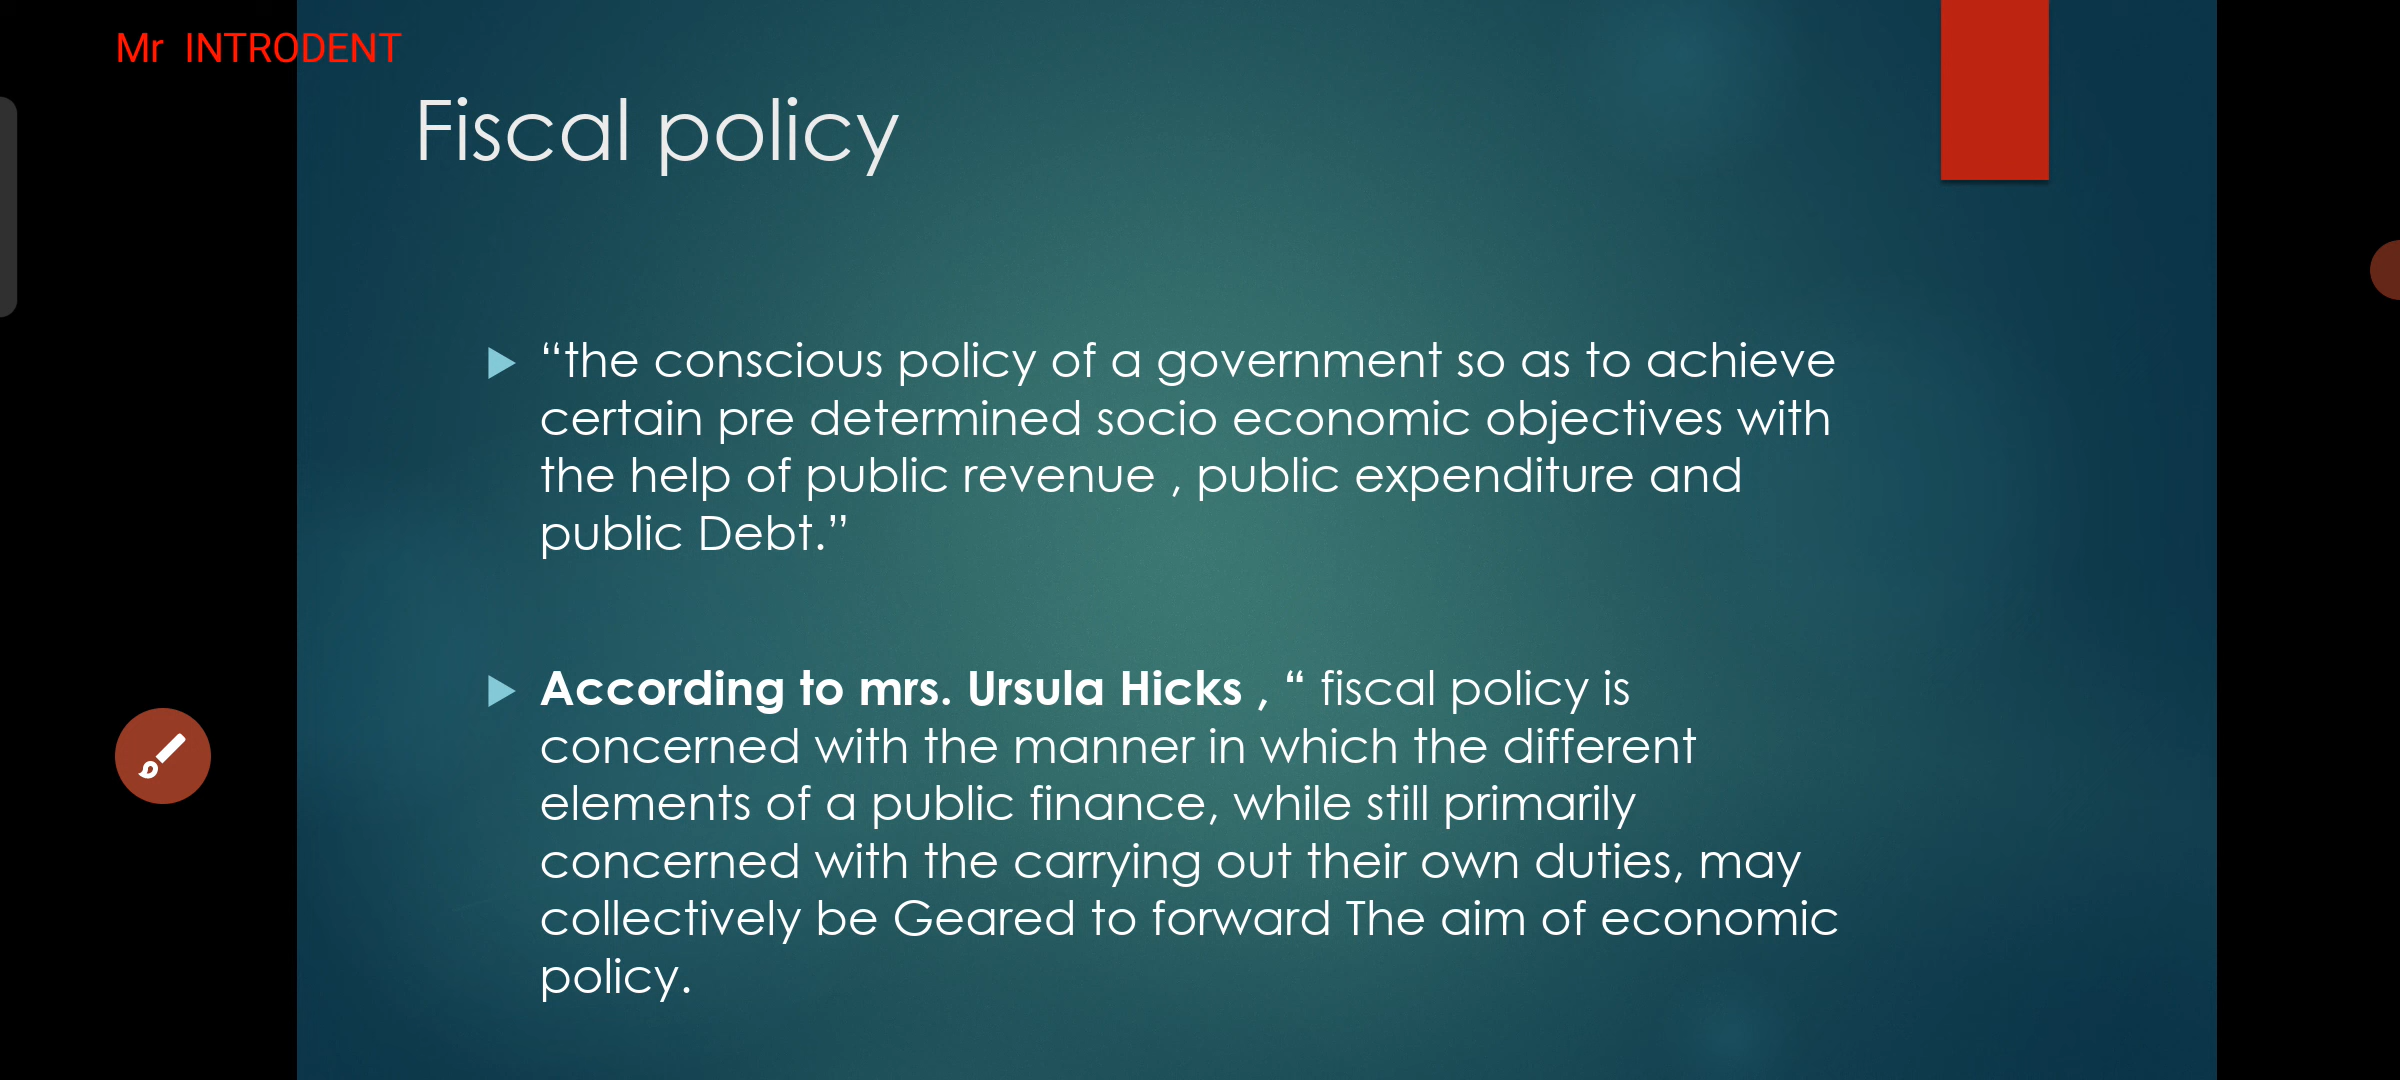 Mr INTRODENT
Fiscal policy
“the conscious policy of a government so as to achieve
certain pre determined socio economic objectives with
the help of public revenue , public expenditure and
public Debt.”
According to mrs. Ursula Hicks , “ fiscal policy is
concerned with the manner in which the different
elements of a public finance, while still primarily
concerned with the carrying out their own duties, may
collectively be Geared to forward The aim of economic
policy.